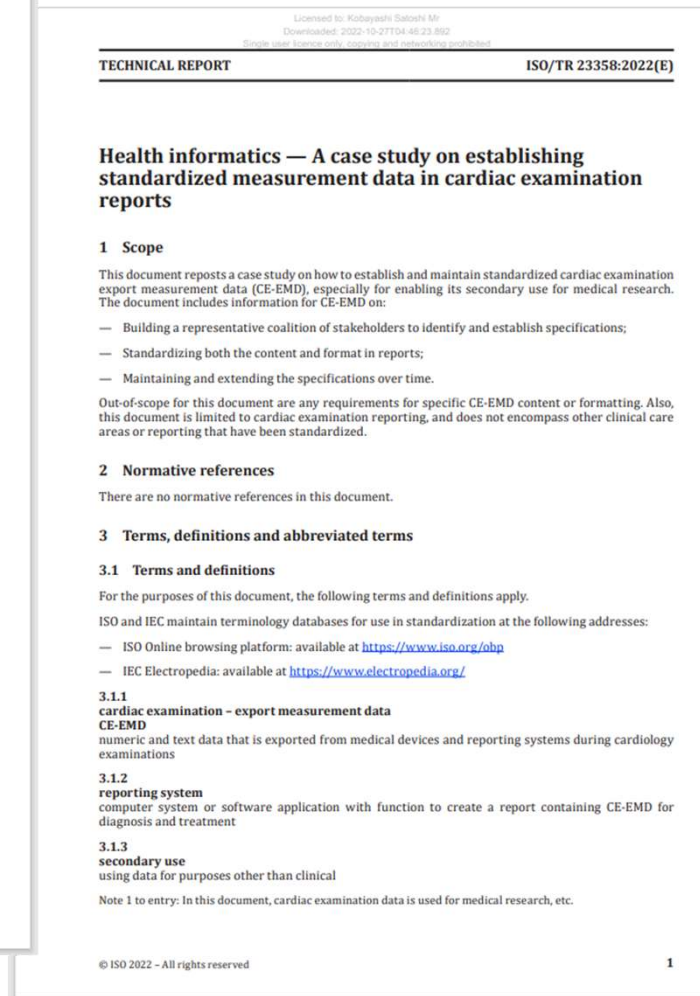 Licensed to: Kobayashi Satoshi Mr
Downloaded: 2022-10-27T04:46:23.892
Single user licence only, copying and networking prohibited
TECHNICAL REPORT ISO/TR 23358:2022(E)
Health informatics — A case study on establishing
standardized measurement data in cardiac examination
reports
1 Scope
This document reposts a case study on how to establish and maintain standardized cardiac examination
export measurement data (CE-EMD), especially for enabling its secondary use for medical research.
The document includes information for CE-EMD on:
— Building a representative coalition of stakeholders to identify and establish specifications;
— Standardizing both the content and format in reports;
— Maintaining and extending the specifications over time.
Out-of-scope for this document are any requirements for specific CE-EMD content or formatting. Also,
this document is limited to cardiac examination reporting, and does not encompass other clinical care
areas or reporting that have been standardized.
2 Normative references
There are no normative references in this document.
3 Terms, definitions and abbreviated terms
3.1 Terms and definitions
For the purposes of this document, the following terms and definitions apply.
ISO and IEC maintain terminology databases for use in standardization at the following addresses:
— ISO Online browsing platform: available at https://www.iso.org/obp
— IEC Electropedia: available at https://www.electropedia.org/
3.1.1
cardiac examination – export measurement data
CE-EMD
numeric and text data that is exported from medical devices and reporting systems during cardiology
examinations
3.1.2
reporting system
computer system or software application with function to create a report containing CE-EMD for
diagnosis and treatment
3.1.3
secondary use
using data for purposes other than clinical
Note 1 to entry: In this document, cardiac examination data is used for medical research, etc.
© ISO 2022 – All rights reserved 1